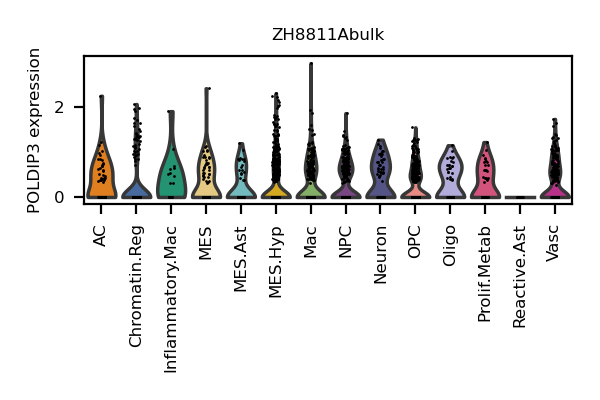 ZH8811Abulk
POLDIP3 expression
2
0
AC
Chromatin.Reg
Inflammatory.Mac
MES
MES.Ast
MES.Hyp
Mac
NPC
Neuron
OPC
Oligo
Prolif.Metab
Reactive.Ast
Vasc